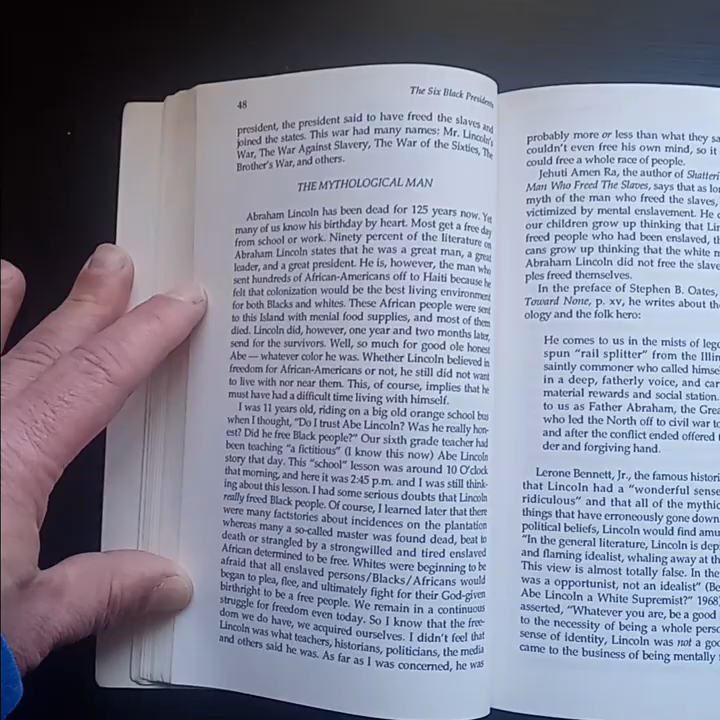 48
The Six Black Presidents
president, the president said to have freed the slaves and
joined the states. This war had many names: Mr. Lincoln's
War, The War Against Slavery, The War of the Sixties, The
Brother's War, and others.
THE MYTHOLOGICAL MAN
Abraham Lincoln has been dead for 125 years now. Yet
many of us know his birthday by heart. Most get a free day
from school or work. Ninety percent of the literature on
Abraham Lincoln states that he was a great man, a great
leader, and a great president. He is, however, the man who
sent hundreds of African-Americans off to Haiti because he
felt that colonization would be the best living environment
for both Blacks and whites. These African people were sent
to this Island with menial food supplies, and most of them
died. Lincoln did, however, one year and two months later,
send for the survivors. Well, so much for good ole honest
Abe — whatever color he was. Whether Lincoln believed in
freedom for African-Americans or not, he still did not want
to live with nor near them. This, of course, implies that he
must have had a difficult time living with himself.
I was 11 years old, riding on a big old orange school bus
when I thought, "Do I trust Abe Lincoln? Was he really hon-
est? Did he free Black people?" Our sixth grade teacher had
been teaching "a fictitious" (I know this now) Abe Lincoln
story that day. This "school" lesson was around 10 O'clock
that morning, and here it was 2:45 p.m. and I was still think-
ing about this lesson. I had some serious doubts that Lincoln
really freed Black people. Of course, I learned later that there
were many factstories about incidences on the plantation
whereas many a so-called master was found dead, beat to
death or strangled by a strongwilled and tired enslaved
African determined to be free. Whites were beginning to be
afraid that all enslaved persons/Blacks/Africans would
began to plea, flee, and ultimately fight for their God-given
birthright to be a free people. We remain in a continuous
struggle for freedom even today. So I know that the free-
dom we do have, we acquired ourselves. I didn't feel that
Lincoln was what teachers, historians, politicians, the media
and others said he was. As far as I was concerned, he was
probably more or less than what they
couldn't even free his own mind, so it
could free a whole race of people.
Jehuti Amen Ra, the author of
Man Who Freed The Slaves, says that as
myth of the man who freed the slaves,
victimized by mental enslavement. He
our children grow up thinking that
freed people who had been enslaved,
cans grow up thinking that the white
Abraham Lincoln did not free the
ples freed themselves.
In the preface of Stephen B. Oates,
Toward None, p. xv, he writes about
ology and the folk hero:
He comes to us in the mists of
spun "rail splitter" from the
saintly commoner who called
in a deep, fatherly voice, and
material rewards and social station.
to us as Father Abraham, the
who led the North off to civil war
and after the conflict ended offered
der and forgiving hand.
Lerone Bennett, Jr., the famous
that Lincoln had a "wonderful
ridiculous" and that all of the
things that have erroneously gone
political beliefs, Lincoln would find
"In the general literature, Lincoln is
and flaming idealist, whaling away at
This view is almost totally false. In
was a opportunist, not an idealist"
Abe Lincoln a White Supremist?" 1968
asserted, "Whatever you are, be a good
to the necessity of being a whole
sense of identity, Lincoln was not a
came to the business of being mentally